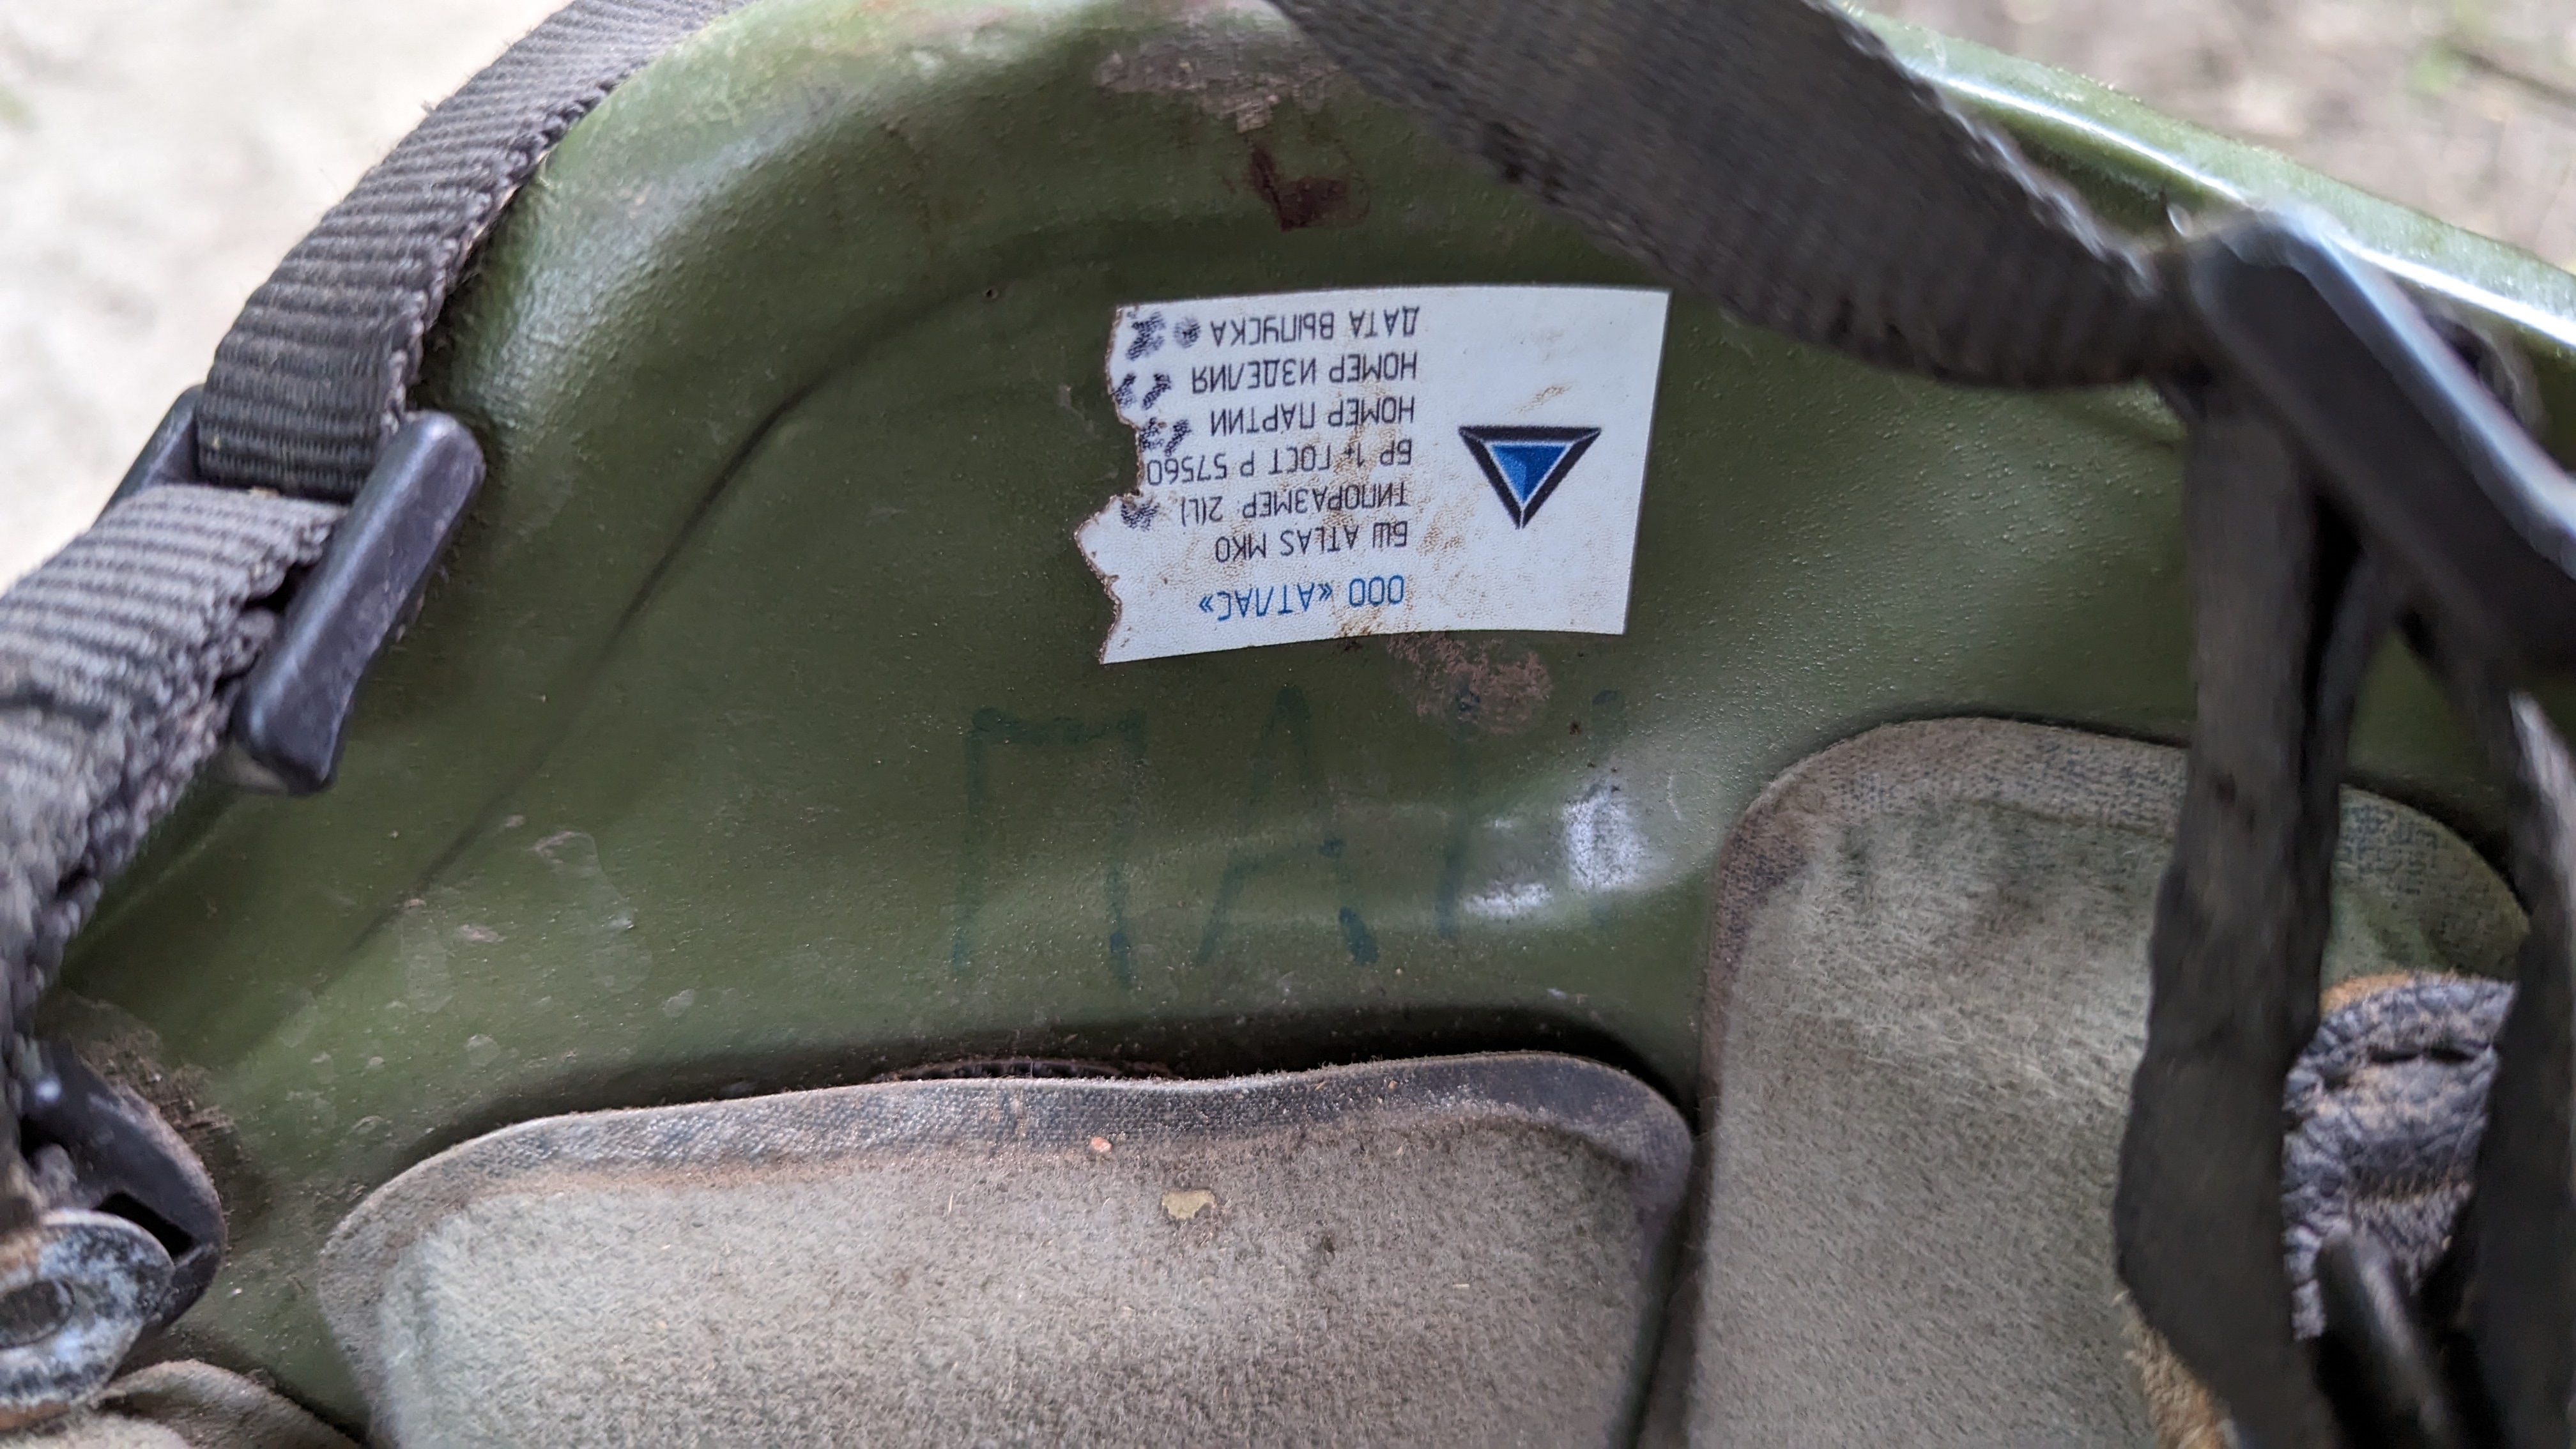 ООО «АТЛАС»
БШ ATLAS МКО
ТИПОРАЗМЕР 2(L)
БР 1+ ГОСТ Р 57560
НОМЕР ПАРТИИ
НОМЕР ИЗДЕЛИЯ
ДАТА ВЫПУСКА